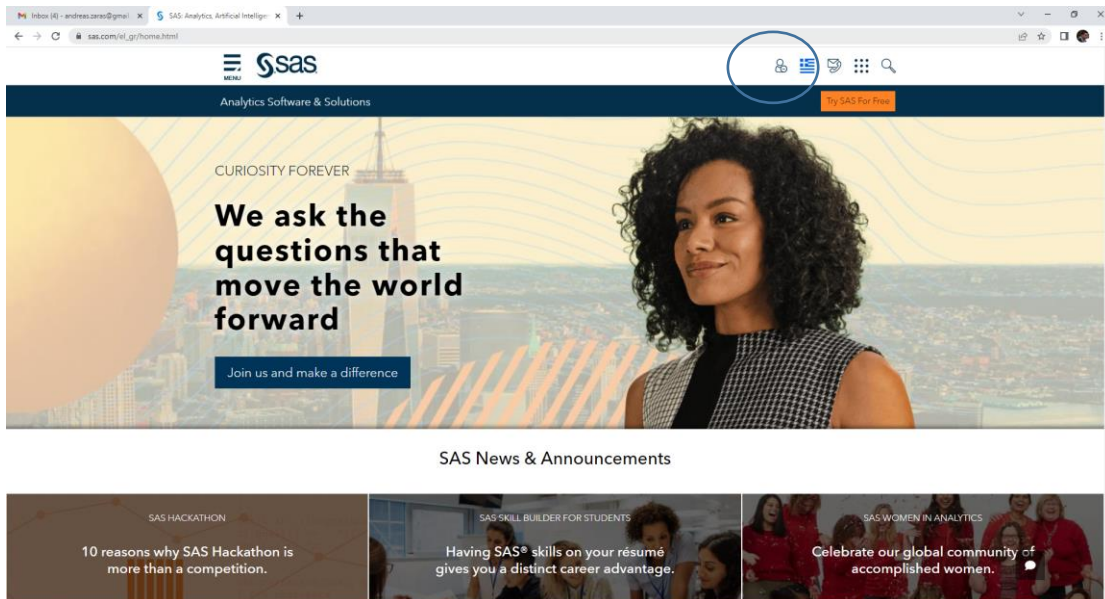 Inbox (4) - andreas.zaras@gmail
SAS: Analytics, Artificial Intellige
sas.com/el_gr/home.html
MENU
sas
Analytics Software & Solutions
Try SAS For Free
CURIOSITY FOREVER
We ask the
questions that
move the world
forward
Join us and make a difference
SAS News & Announcements
SAS HACKATHON
10 reasons why SAS Hackathon is
more than a competition.
SAS SKILL BUILDER FOR STUDENTS
Having SAS® skills on your résumé
gives you a distinct career advantage.
SAS WOMEN IN ANALYTICS
Celebrate our global community of
accomplished women.